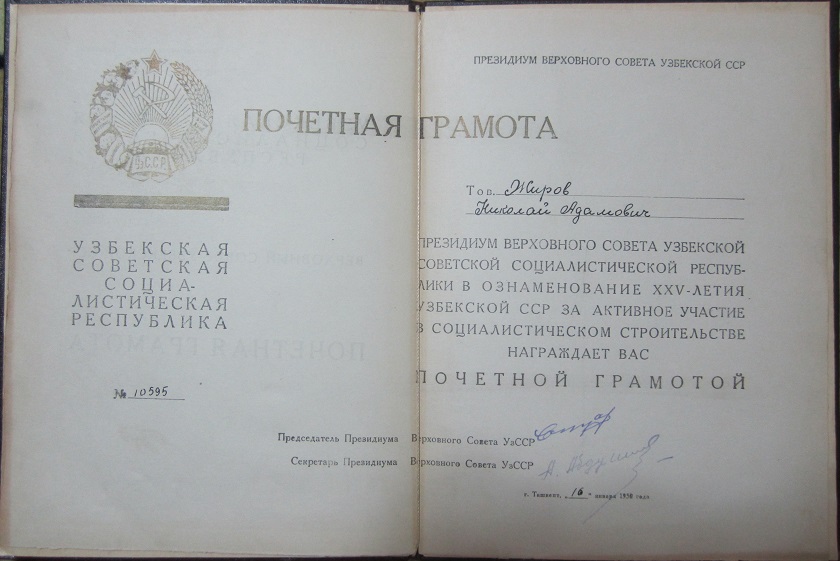 ПРЕЗИДИУМ ВЕРХОВНОГО СОВЕТА УЗБЕКСКОЙ ССР
ПОЧЕТНАЯ ГРАМОТА
УзССР
УЗБЕКСКАЯ
СОВЕТСКАЯ
СОЦИА-
ЛИСТИЧЕСКАЯ
РЕСПУБЛИКА
№ 10595
Тов. Жиров
Николай Адамович
ПРЕЗИДИУМ ВЕРХОВНОГО СОВЕТА УЗБЕКСКОЙ
СОВЕТСКОЙ СОЦИАЛИСТИЧЕСКОЙ РЕСПУБ-
ЛИКИ В ОЗНАМЕНОВАНИЕ XXV-ЛЕТИЯ
УЗБЕКСКОЙ ССР ЗА АКТИВНОЕ УЧАСТИЕ
В СОЦИАЛИСТИЧЕСКОМ СТРОИТЕЛЬСТВЕ
НАГРАЖДАЕТ ВАС
ПОЧЕТНОЙ ГРАМОТОЙ
Председатель Президиума Верховного Совета УзССР
Секретарь Президиума Верховного Совета УзССР
г. Ташкент, „16" января 1950 года